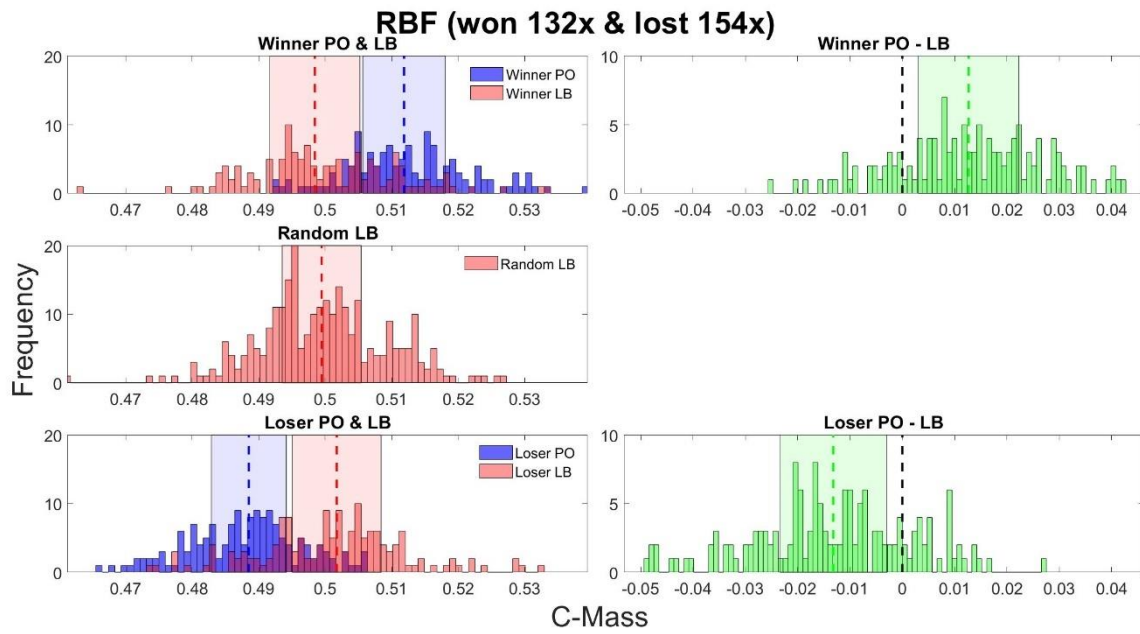 RBF (won 132x & lost 154x)
Winner PO & LB
20
10
0
Winner PO
Winner LB
0.47 0.48 0.49 0.5 0.51 0.52 0.53
Winner PO - LB
10
5
0
-0.05 -0.04 -0.03 -0.02 -0.01 0 0.01 0.02 0.03 0.04
Random LB
20
10
0
Random LB
0.47 0.48 0.49 0.5 0.51 0.52 0.53
Frequency
Loser PO & LB
20
10
0
Loser PO
Loser LB
0.47 0.48 0.49 0.5 0.51 0.52 0.53
Loser PO - LB
10
5
0
-0.05 -0.04 -0.03 -0.02 -0.01 0 0.01 0.02 0.03 0.04
C-Mass